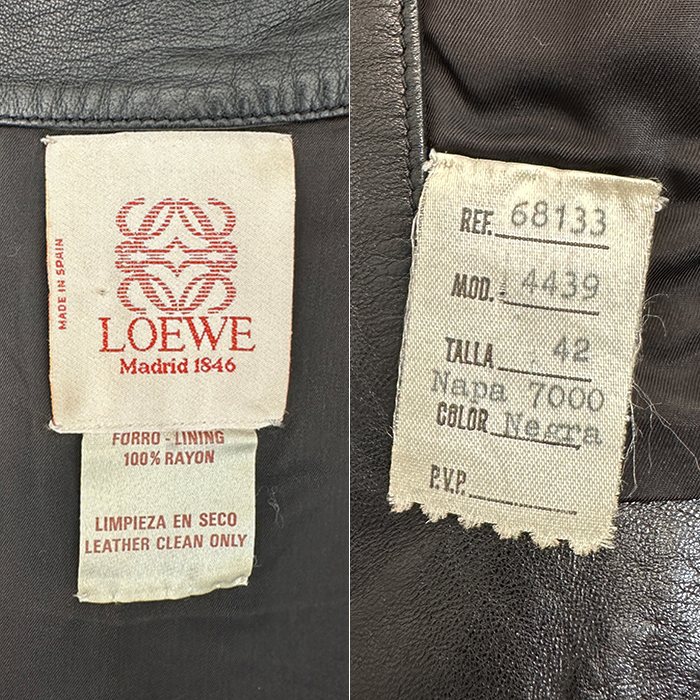 MADE IN SPAIN
LOEWE
Madrid 1846
FORRO - LINING
100% RAYON
LIMPIEZA EN SECO
LEATHER CLEAN ONLY
REF. 68133
MOD. 4439
TALLA 42
Napa 7000
COLOR Negra
P.V.P.